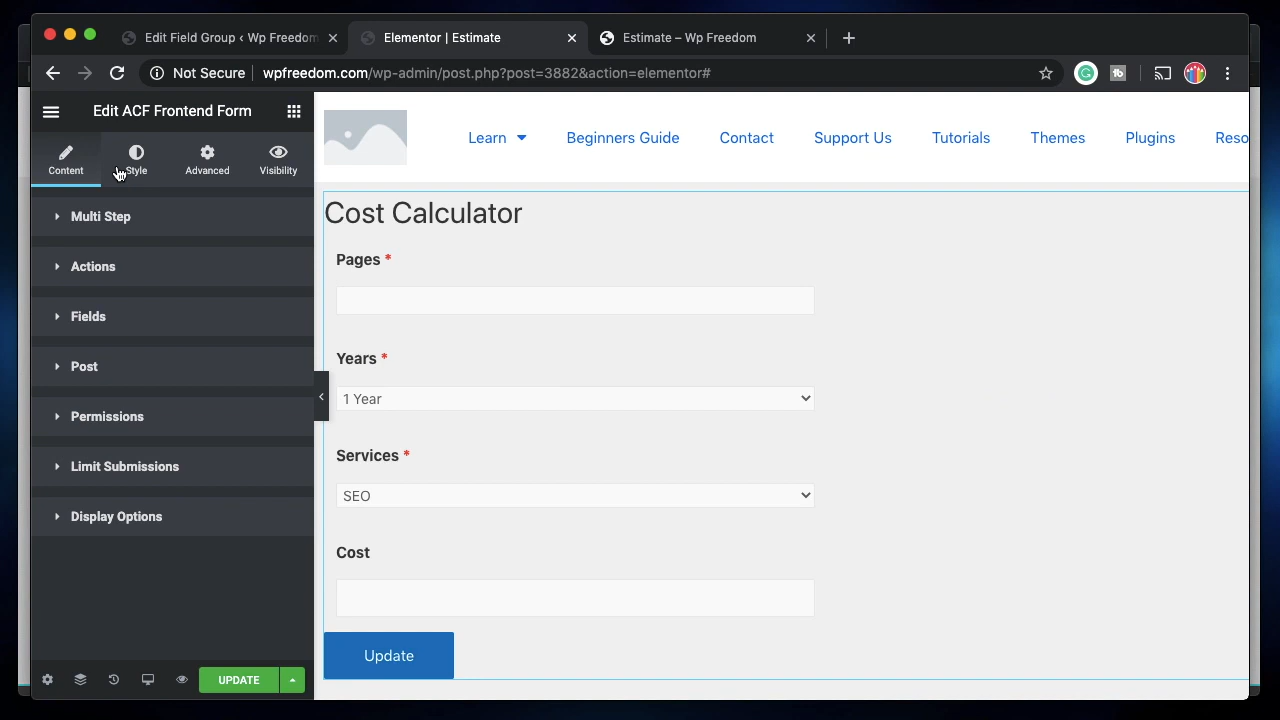 Edit Field Group ‹ Wp Freedom
Elementor | Estimate
Estimate – Wp Freedom
Not Secure
wpfreedom.com/wp-admin/post.php?post=3882&action=elementor#
Edit ACF Frontend Form
Content
Style
Advanced
Visibility
Multi Step
Actions
Fields
Post
Permissions
Limit Submissions
Display Options
UPDATE
Learn
Beginners Guide
Contact
Support Us
Tutorials
Themes
Plugins
Reso
Cost Calculator
Pages *
Years *
1 Year
Services *
SEO
Cost
Update